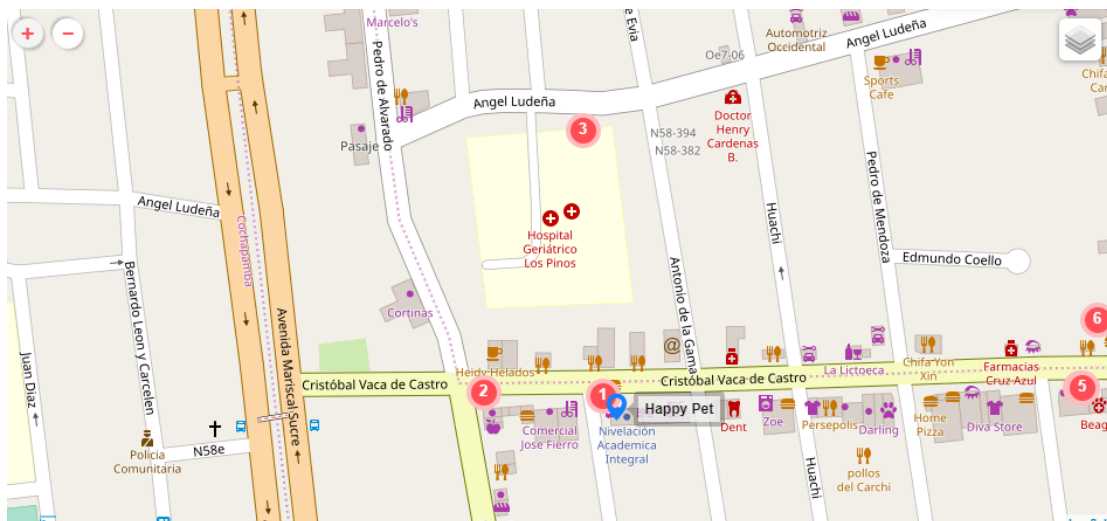 +
−
Marcelo's
Pedro de Alvarado
Pasaje
Angel Ludeña
3
e Evia
Oe7-06
Automotriz
Occidental
Angel Ludeña
Sports
Cafe
Chifa
Car
N58-394
N58-382
Doctor
Henry
Cardenas
B.
Hospital
Geriátrico
Los Pinos
Angel Ludeña
Cochapamba
Bernardo Leon y Carcelen
Juan Diaz
Avenida Mariscal Sucre
Cortinas
Antonio de la Gama
Huachi
Pedro de Mendoza
Edmundo Coello
6
Heidy Helados
@
La Lictoeca
Chifa Yon
Xin
Farmacias
Cruz Azul
Cristóbal Vaca de Castro
2
1
Cristóbal Vaca de Castro
5
Happy Pet
Comercial
Jose Fierro
Nivelación
Academica
Integral
Dent
Zoe
Persépolis
Darling
Home
Pizza
Diva Store
Beag
Policía
Comunitaria
N58e
Huachi
pollos
del Carchi